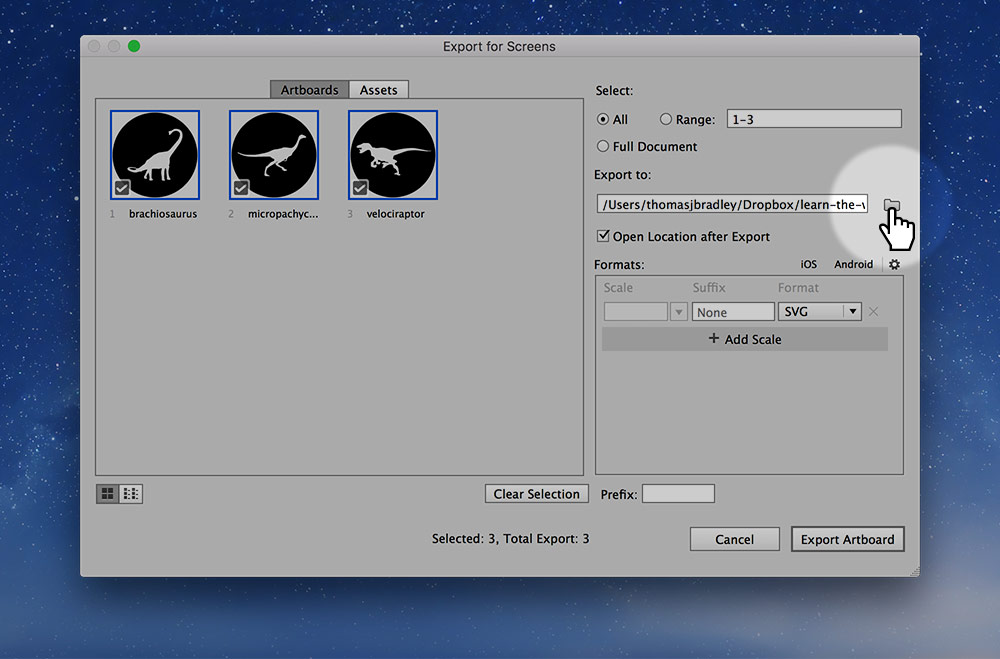 Export for Screens
Artboards Assets
1 brachiosaurus 2 micropachyc... 3 velociraptor
Clear Selection
Select:
All Range: 1-3
Full Document
Export to:
/Users/thomasjbradley/Dropbox/learn-the-
Open Location after Export
Formats: iOS Android
Scale Suffix Format
None SVG
+ Add Scale
Prefix:
Selected: 3, Total Export: 3
Cancel Export Artboard